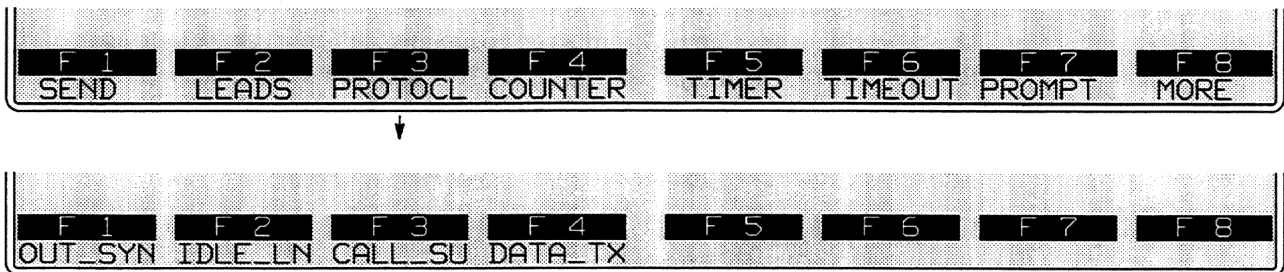 F 1 F 2 F 3 F 4 F 5 F 6 F 7 F 8
SEND LEADS PROTOCL COUNTER TIMER TIMEOUT PROMPT MORE
F 1 F 2 F 3 F 4 F 5 F 6 F 7 F 8
OUT_SYN IDLE_LN CALL_SU DATA_TX